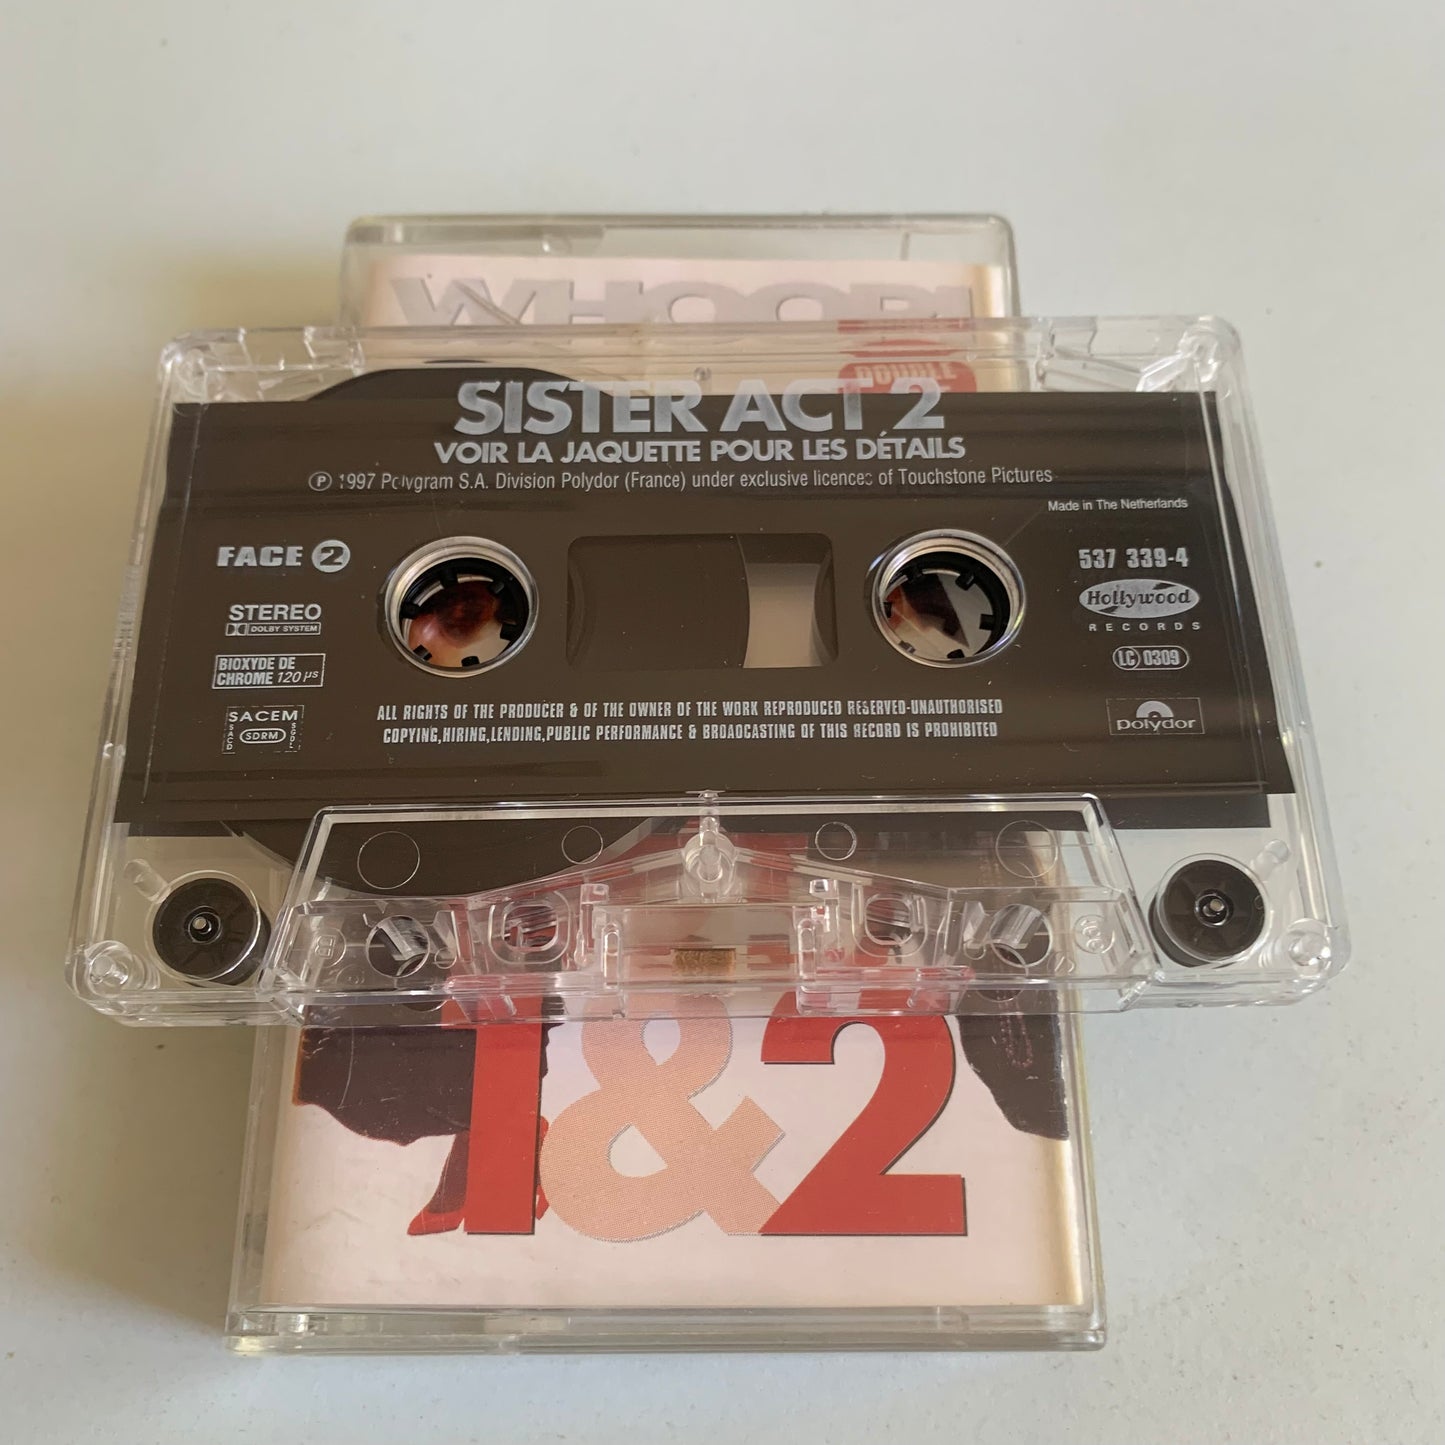 WHOOPI
DOUBLE
SISTER ACT 2
VOIR LA JAQUETTE POUR LES DÉTAILS
Ⓟ 1997 Polygram S.A. Division Polydor (France) under exclusive licences of Touchstone Pictures
Made in The Netherlands
FACE 2
STEREO
DOLBY SYSTEM
BIOXYDE DE
CHROME 120 µs
SACEM
SACD SDRM SGDL
537 339-4
Hollywood
RECORDS
LC 0309
polydor
ALL RIGHTS OF THE PRODUCER & OF THE OWNER OF THE WORK REPRODUCED RESERVED-UNAUTHORISED
COPYING,HIRING,LENDING,PUBLIC PERFORMANCE & BROADCASTING OF THIS RECORD IS PROHIBITED
1&2